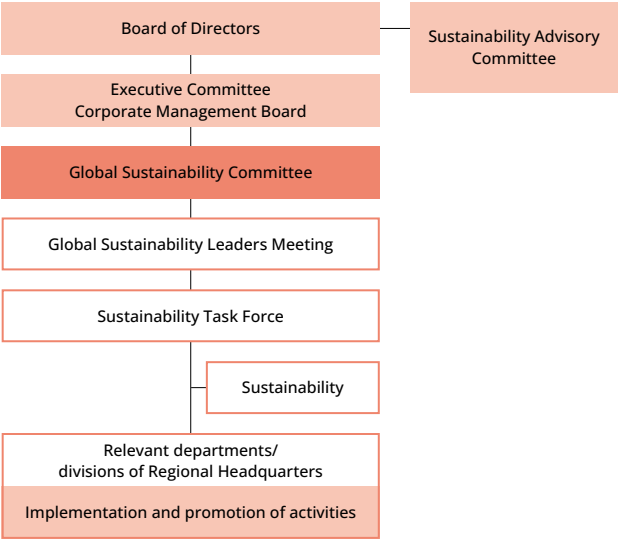 Board of Directors
Sustainability Advisory
Committee
Executive Committee
Corporate Management Board
Global Sustainability Committee
Global Sustainability Leaders Meeting
Sustainability Task Force
Sustainability
Relevant departments/
divisions of Regional Headquarters
Implementation and promotion of activities